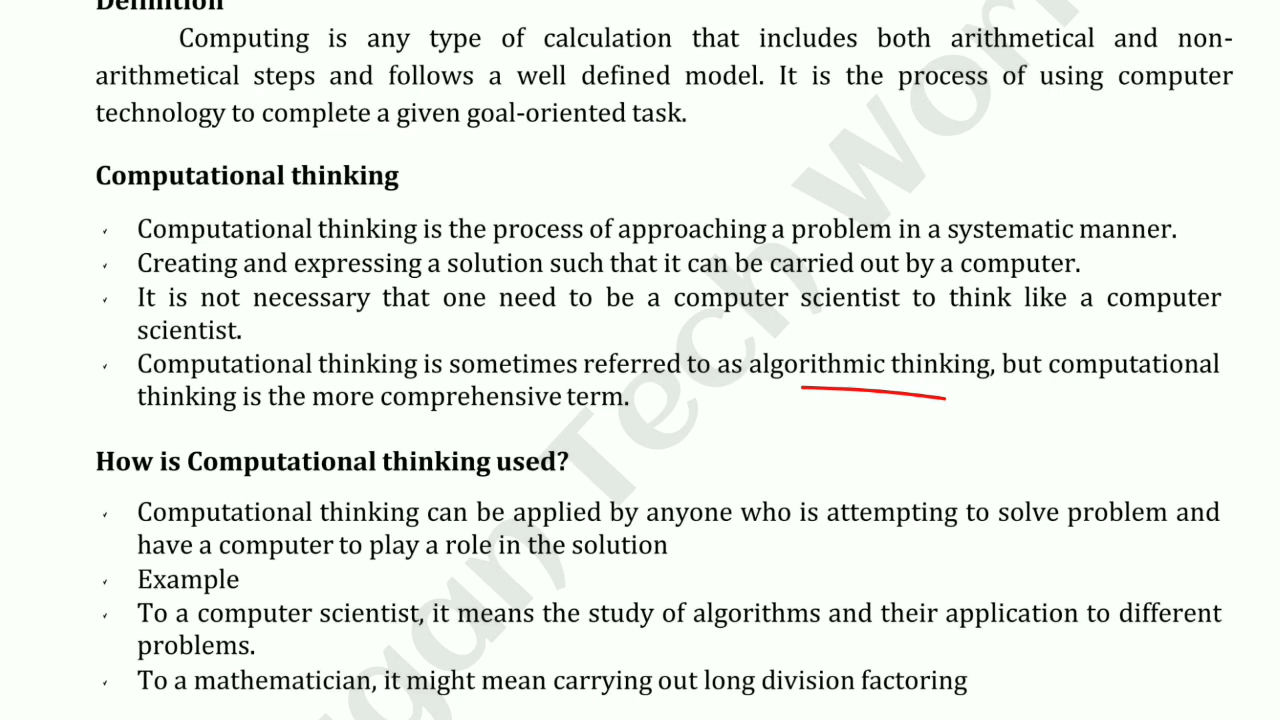 Definition
Computing is any type of calculation that includes both arithmetical and non-
arithmetical steps and follows a well defined model. It is the process of using computer
technology to complete a given goal-oriented task.
Computational thinking
Computational thinking is the process of approaching a problem in a systematic manner.
Creating and expressing a solution such that it can be carried out by a computer.
It is not necessary that one need to be a computer scientist to think like a computer
scientist.
Computational thinking is sometimes referred to as algorithmic thinking, but computational
thinking is the more comprehensive term.
How is Computational thinking used?
Computational thinking can be applied by anyone who is attempting to solve problem and
have a computer to play a role in the solution
Example
To a computer scientist, it means the study of algorithms and their application to different
problems.
To a mathematician, it might mean carrying out long division factoring
Tech